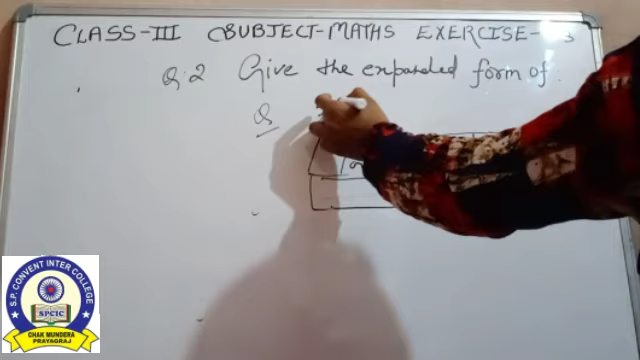 CLASS-III SUBJECT-MATHS EXERCISE-
Q.2 Give the expanded form of
Q
S.P. CONVENT INTER COLLEGE
SPCIC
CHAK MUNDERA
PRAYAGRAJ